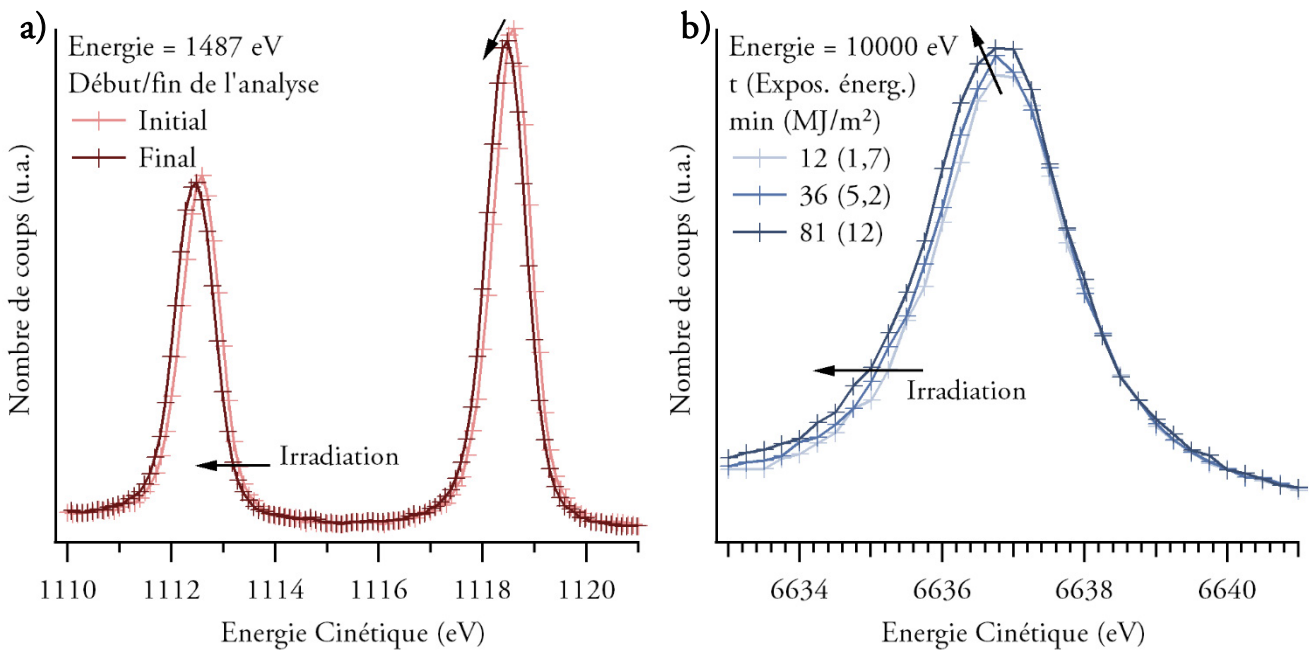 a)
Energie = 1487 eV
Début/fin de l'analyse
Initial
Final
Irradiation
Nombre de coups (u.a.)
1110
1112
1114
1116
1118
1120
Energie Cinétique (eV)
b)
Energie = 10000 eV
t (Expos. énerg.)
min (MJ/m²)
12 (1,7)
36 (5,2)
81 (12)
Irradiation
Nombre de coups (u.a.)
6634
6636
6638
6640
Energie Cinétique (eV)